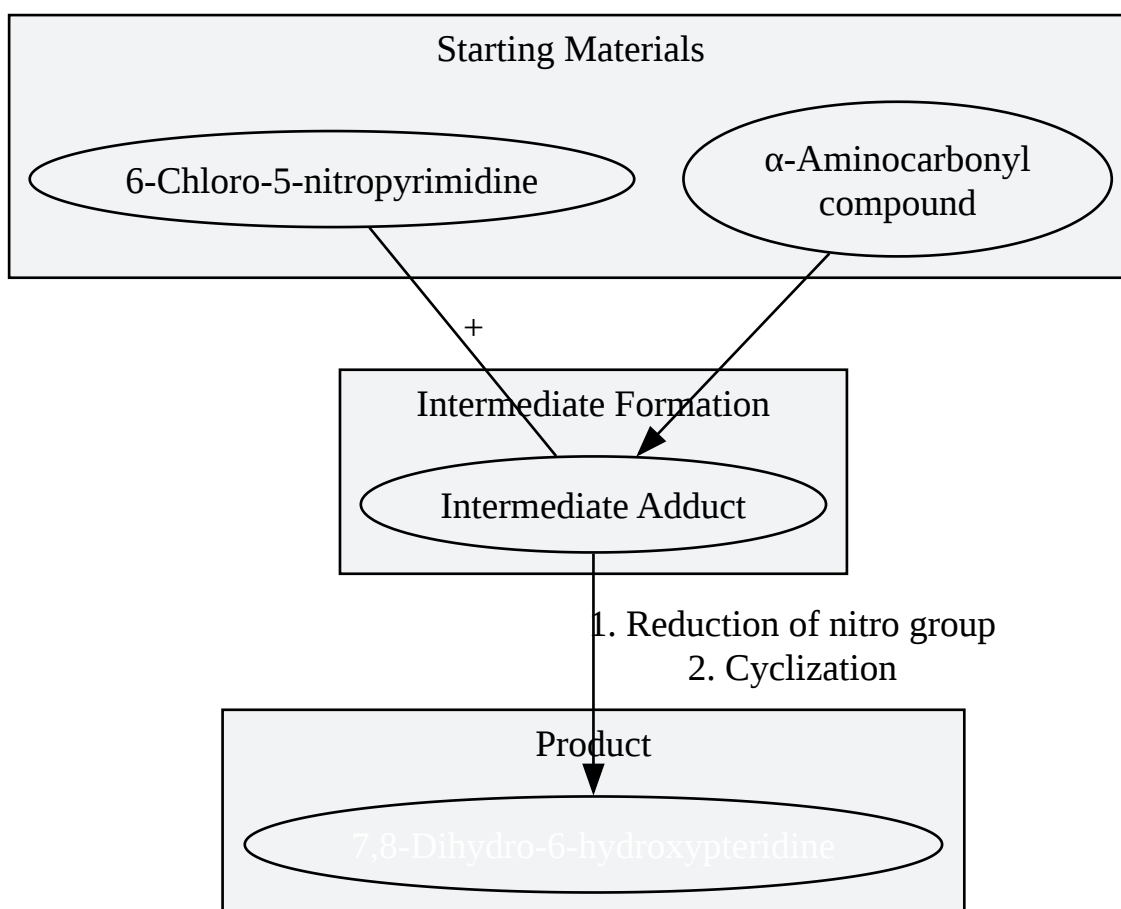 Starting Materials
6-Chloro-5-nitropyrimidine
α-Aminocarbonyl
compound
+
Intermediate Formation
Intermediate Adduct
1. Reduction of nitro group
2. Cyclization
Product
7,8-Dihydro-6-hydroxypteridine